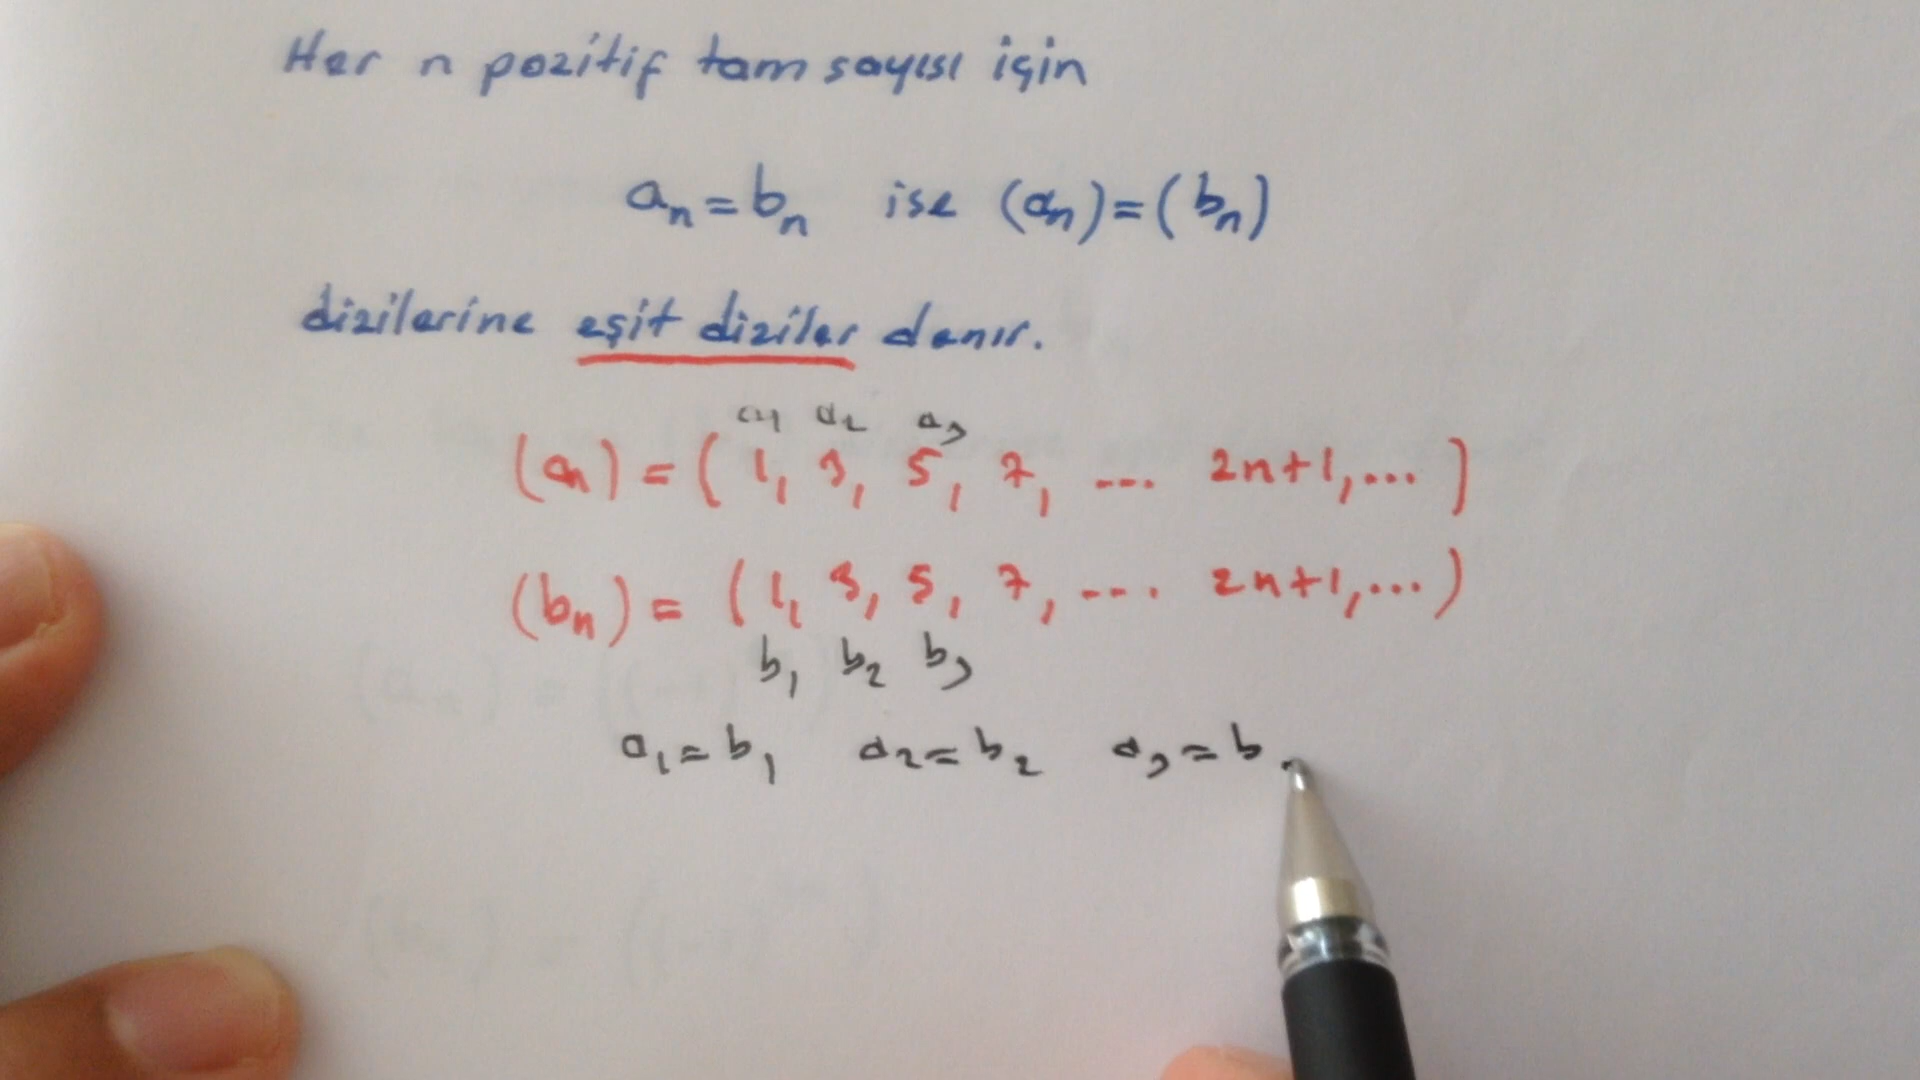 Her n pozitif tam sayısı için
aₙ = bₙ ise (aₙ) = (bₙ)
dizilerine eşit diziler denir.
a₁ a₂ a₃
(aₙ) = ( 1, 3, 5, 7, .... 2n+1, ... )
(bₙ) = ( 1, 3, 5, 7, .... 2n+1, ... )
b₁ b₂ b₃
a₁ = b₁ a₂ = b₂ a₃ = b